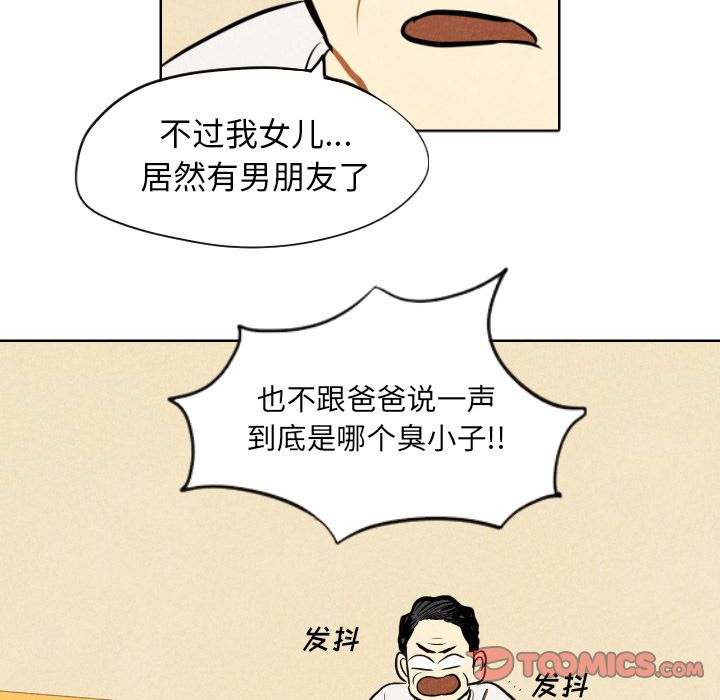 不过我女儿...
居然有男朋友了
也不跟爸爸说一声
到底是哪个臭小子!!
发抖
TOOMICS.COM
发抖